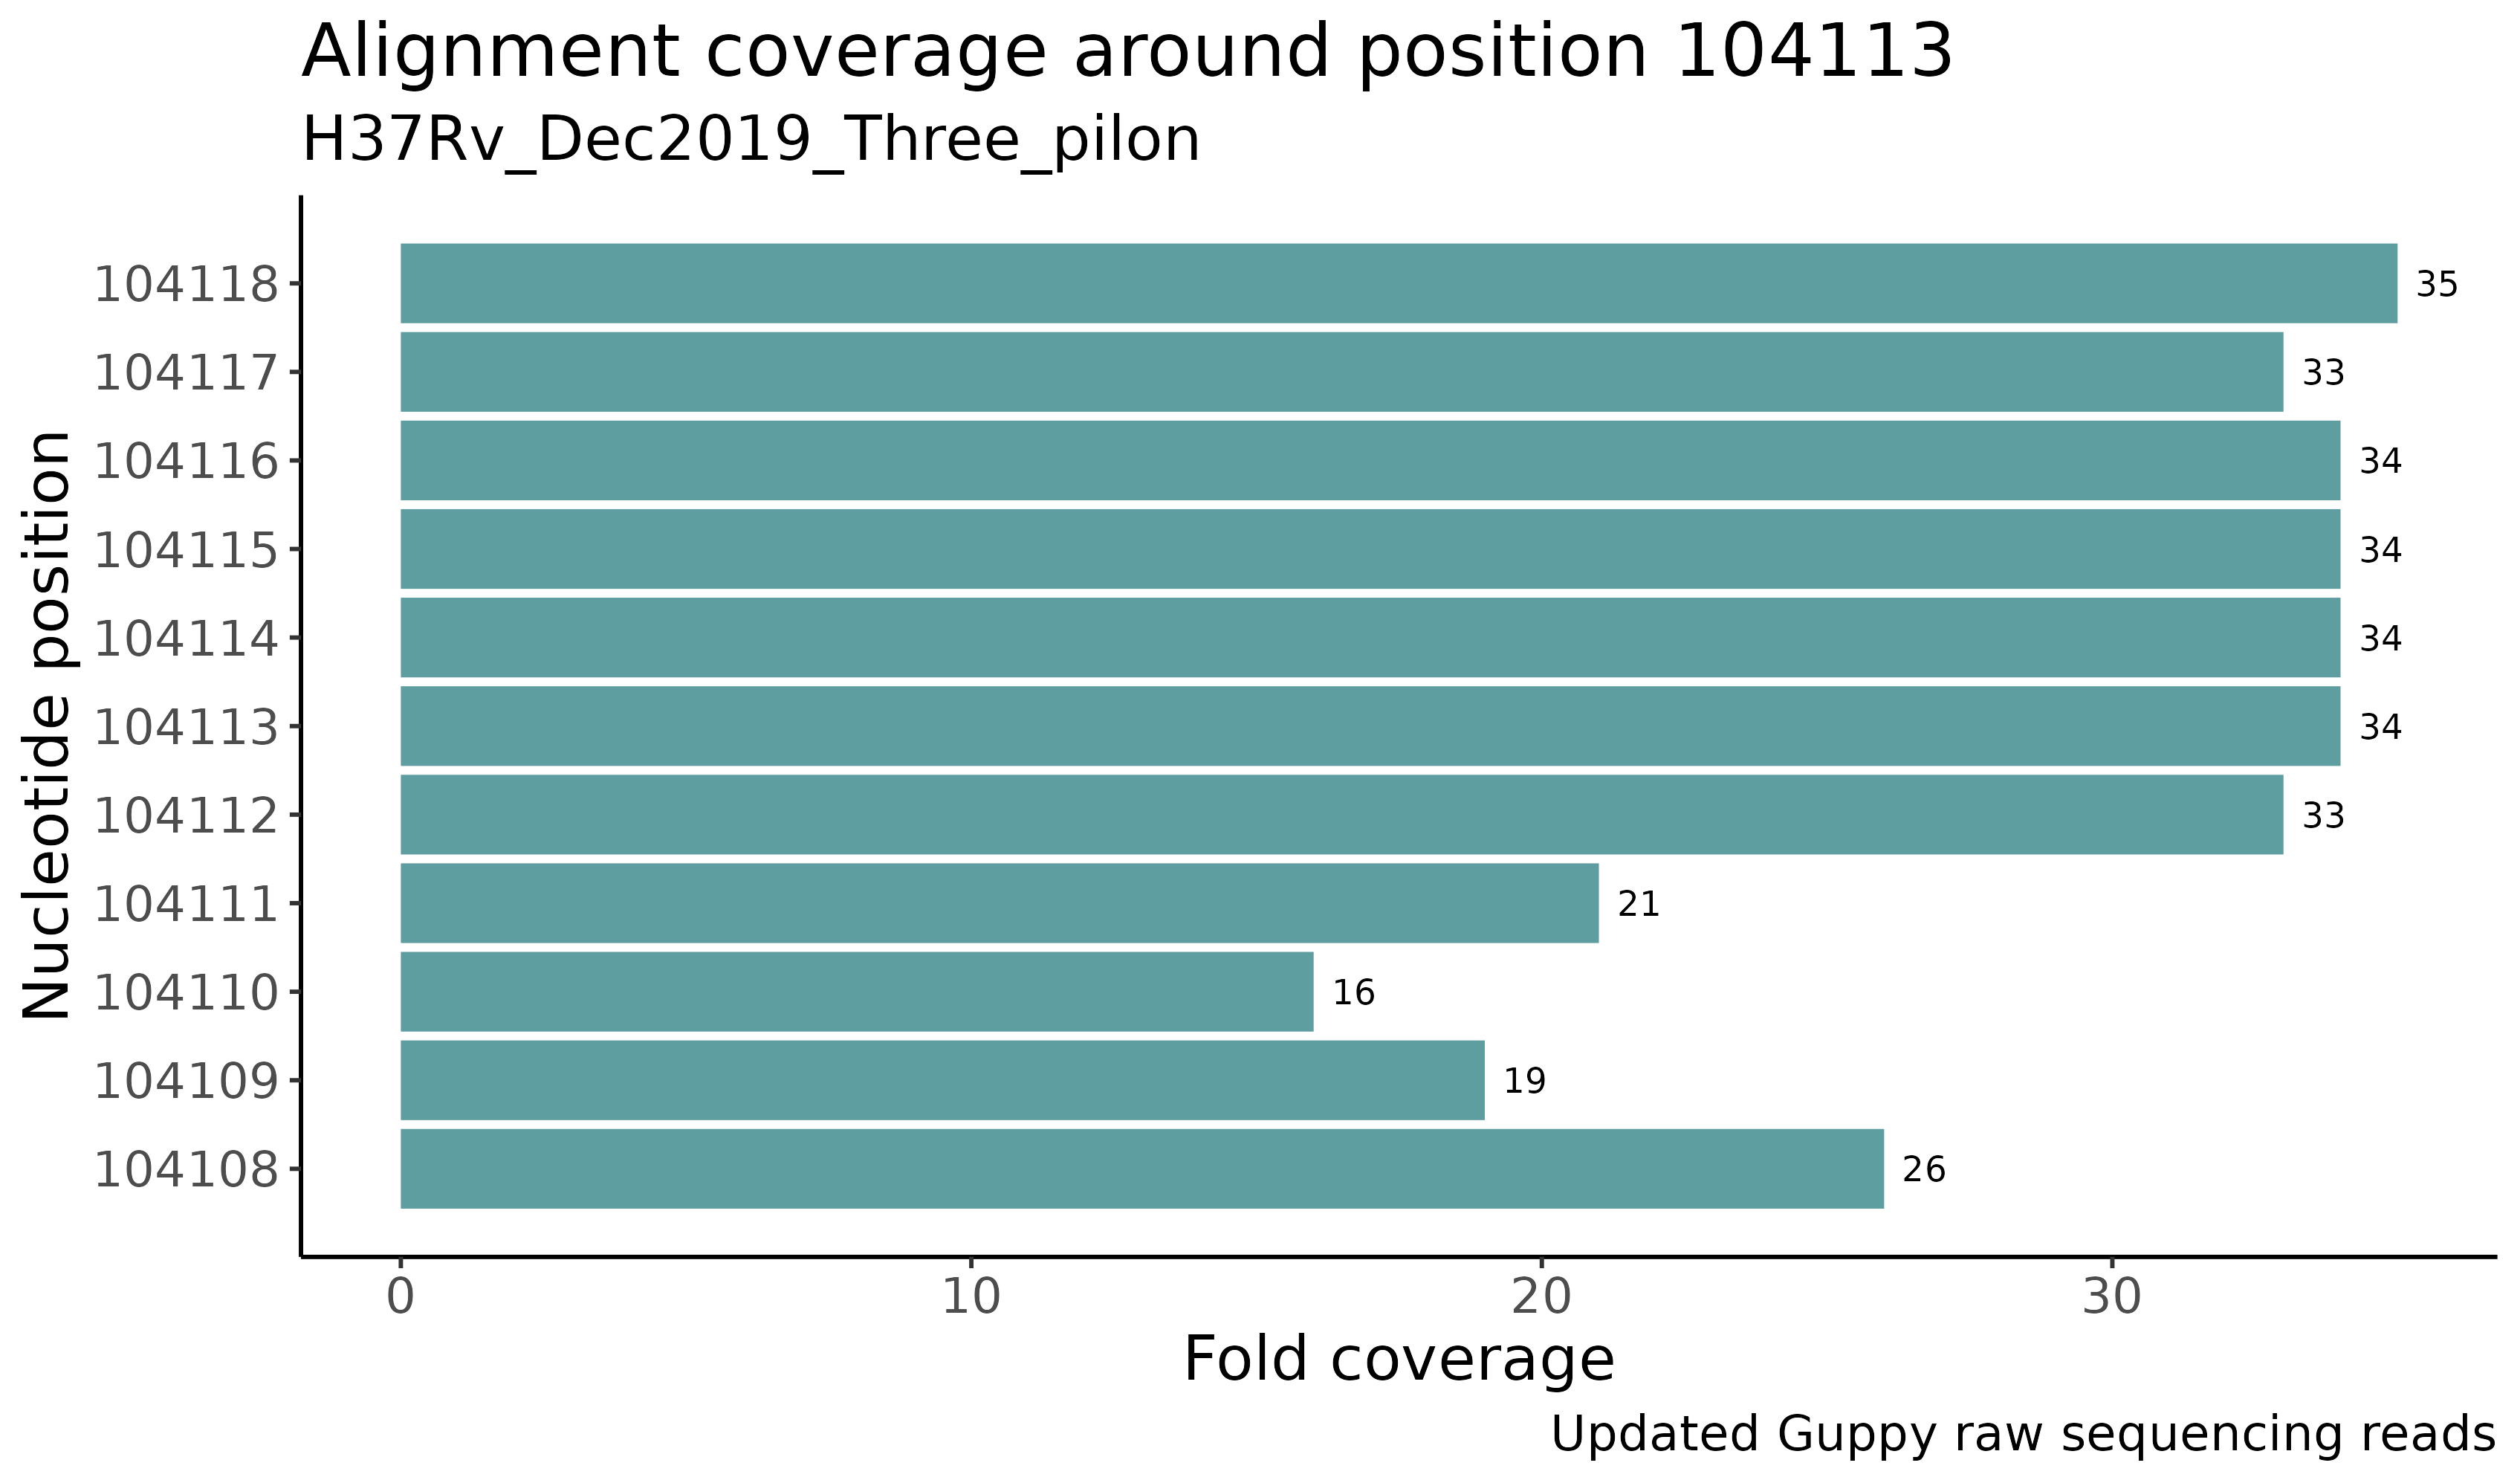 Alignment coverage around position 104113
H37Rv_Dec2019_Three_pilon
Nucleotide position
104118 35
104117 33
104116 34
104115 34
104114 34
104113 34
104112 33
104111 21
104110 16
104109 19
104108 26
0 10 20 30
Fold coverage
Updated Guppy raw sequencing reads